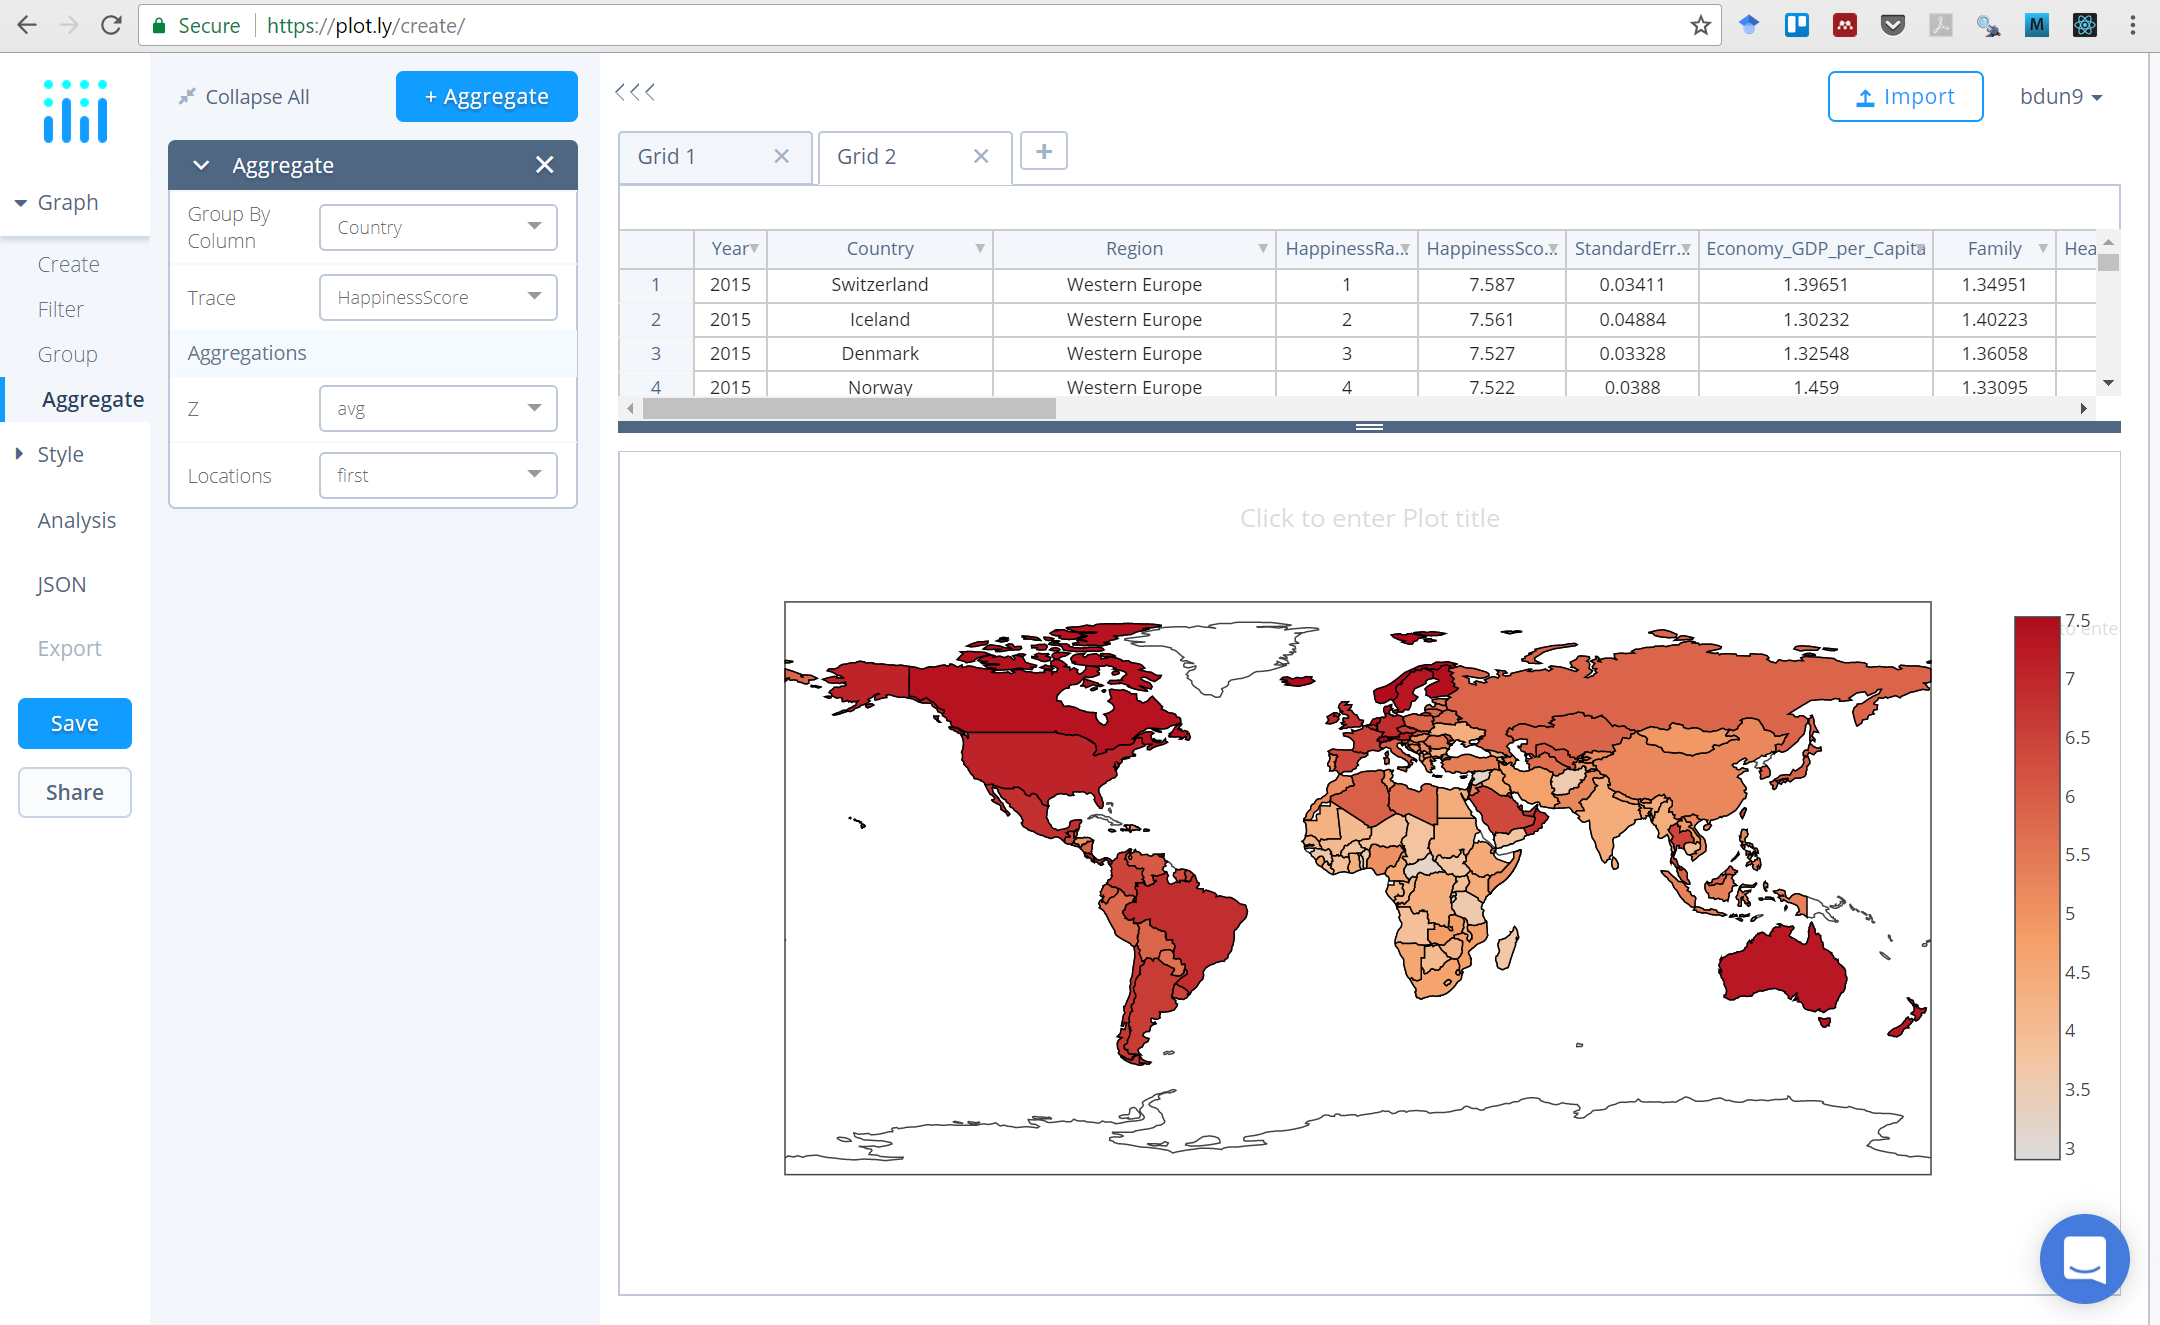 Secure https://plot.ly/create/
M
Collapse All
+ Aggregate
Import
bdun9
Graph
Create
Filter
Group
Aggregate
Style
Analysis
JSON
Export
Save
Share
Aggregate
Group By
Column
Country
Trace
HappinessScore
Aggregations
Z
avg
Locations
first
Grid 1
Grid 2
+
Year Country Region HappinessRa... HappinessSco... StandardErr... Economy_GDP_per_Capita Family Hea
1 2015 Switzerland Western Europe 1 7.587 0.03411 1.39651 1.34951
2 2015 Iceland Western Europe 2 7.561 0.04884 1.30232 1.40223
3 2015 Denmark Western Europe 3 7.527 0.03328 1.32548 1.36058
4 2015 Norway Western Europe 4 7.522 0.0388 1.459 1.33095
Click to enter Plot title
7.5
to ente
7
6.5
6
5.5
5
4.5
4
3.5
3